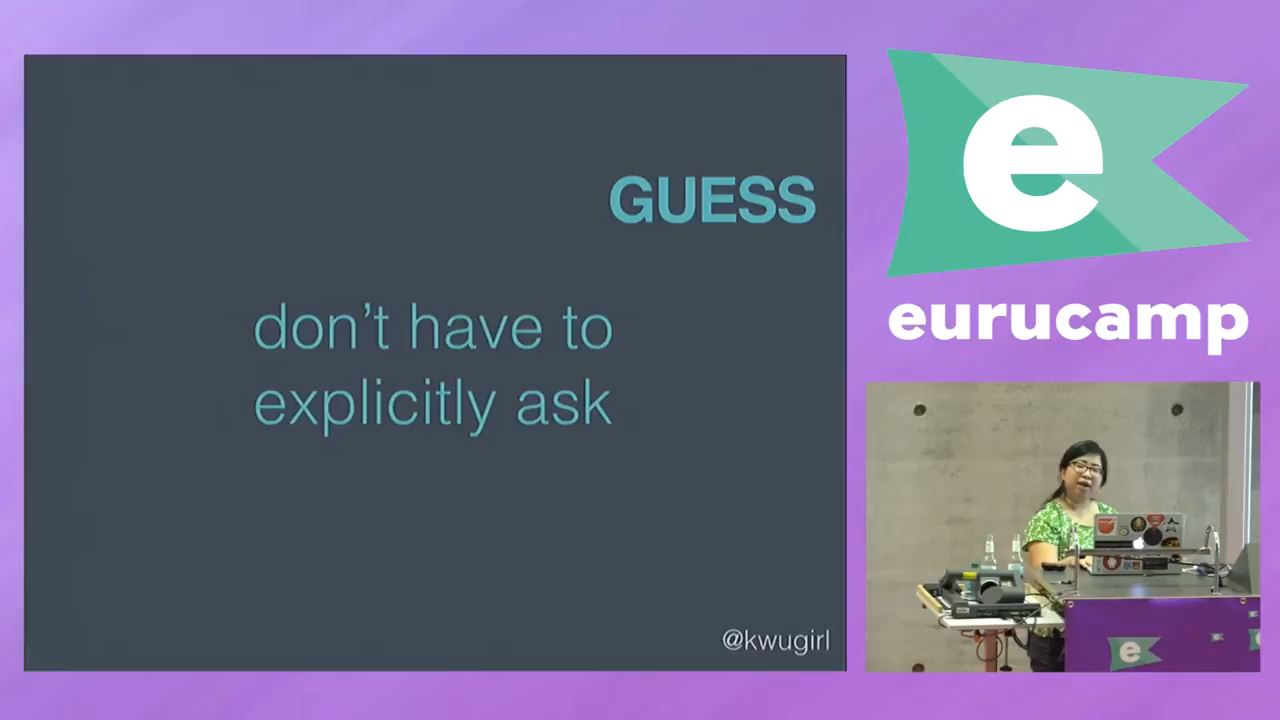 GUESS
don't have to
explicitly ask
@kwugirl
e
eurucamp
e